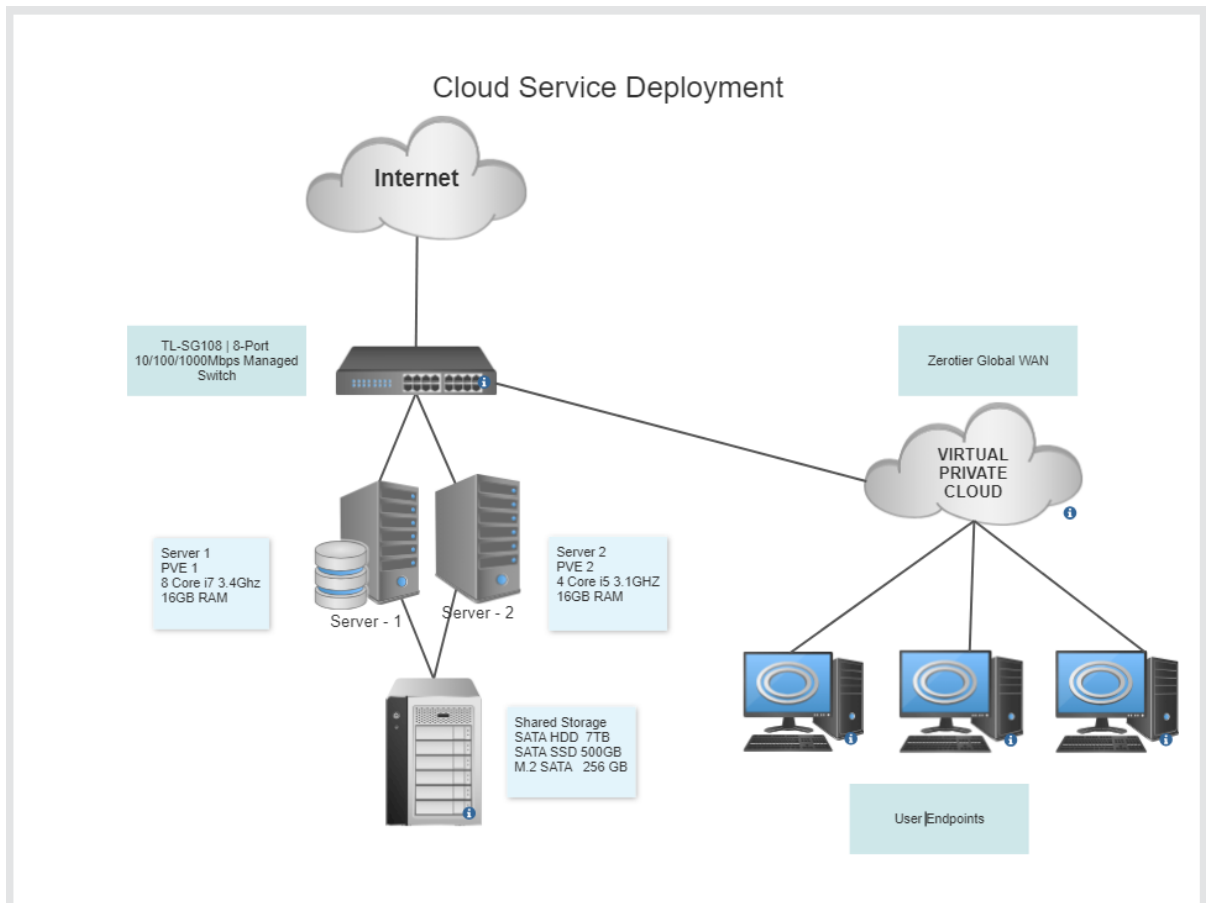 Cloud Service Deployment
Internet
TL-SG108 | 8-Port
10/100/1000Mbps Managed
Switch
Zerotier Global WAN
VIRTUAL
PRIVATE
CLOUD
Server 1
PVE 1
8 Core i7 3.4Ghz
16GB RAM
Server - 1
Server - 2
Server 2
PVE 2
4 Core i5 3.1GHZ
16GB RAM
Shared Storage
SATA HDD  7TB
SATA SSD 500GB
M.2 SATA   256 GB
User Endpoints